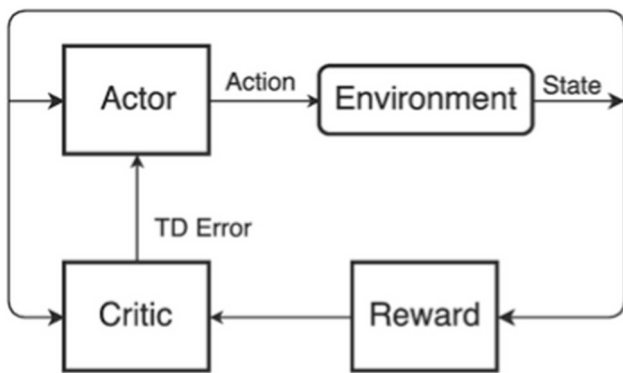 Actor
Action
Environment
State
TD Error
Critic
Reward